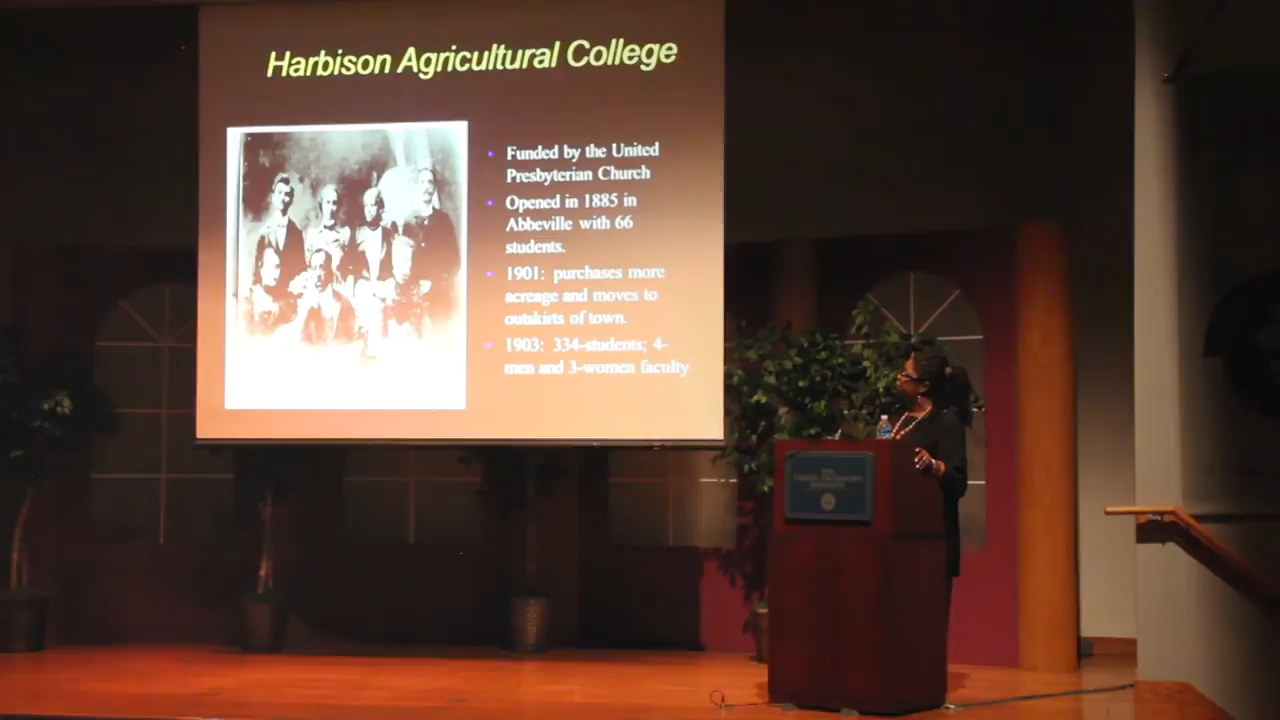 Harbison Agricultural College
Funded by the United
Presbyterian Church
Opened in 1885 in
Abbeville with 66
students.
1901: purchases more
acreage and moves to
outskirts of town.
1903: 334-students; 4-
men and 3-women faculty